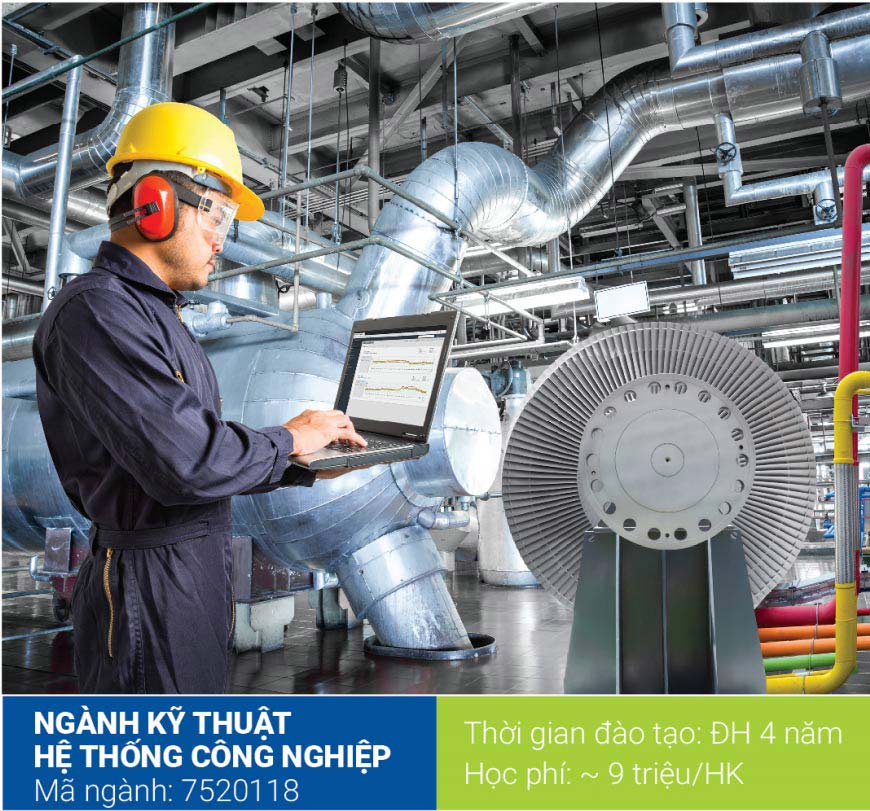 NGÀNH KỸ THUẬT
HỆ THỐNG CÔNG NGHIỆP
Mã ngành: 7520118
Thời gian đào tạo: ĐH 4 năm
Học phí: ~ 9 triệu/HK